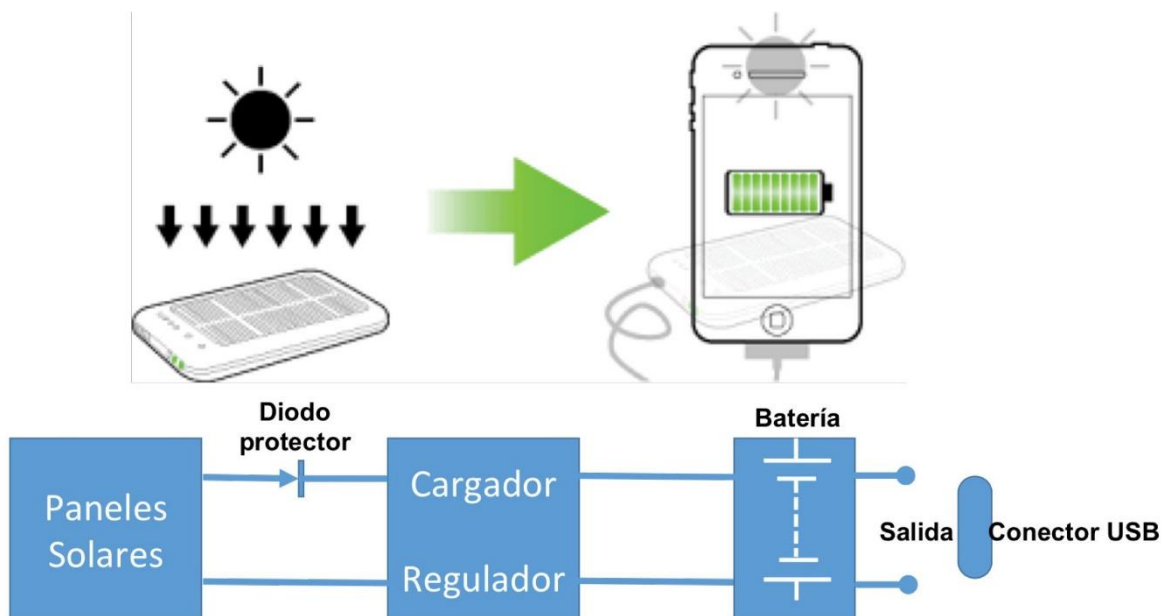 Diodo
protector
Batería
Paneles
Solares
Cargador
Regulador
Salida
Conector USB